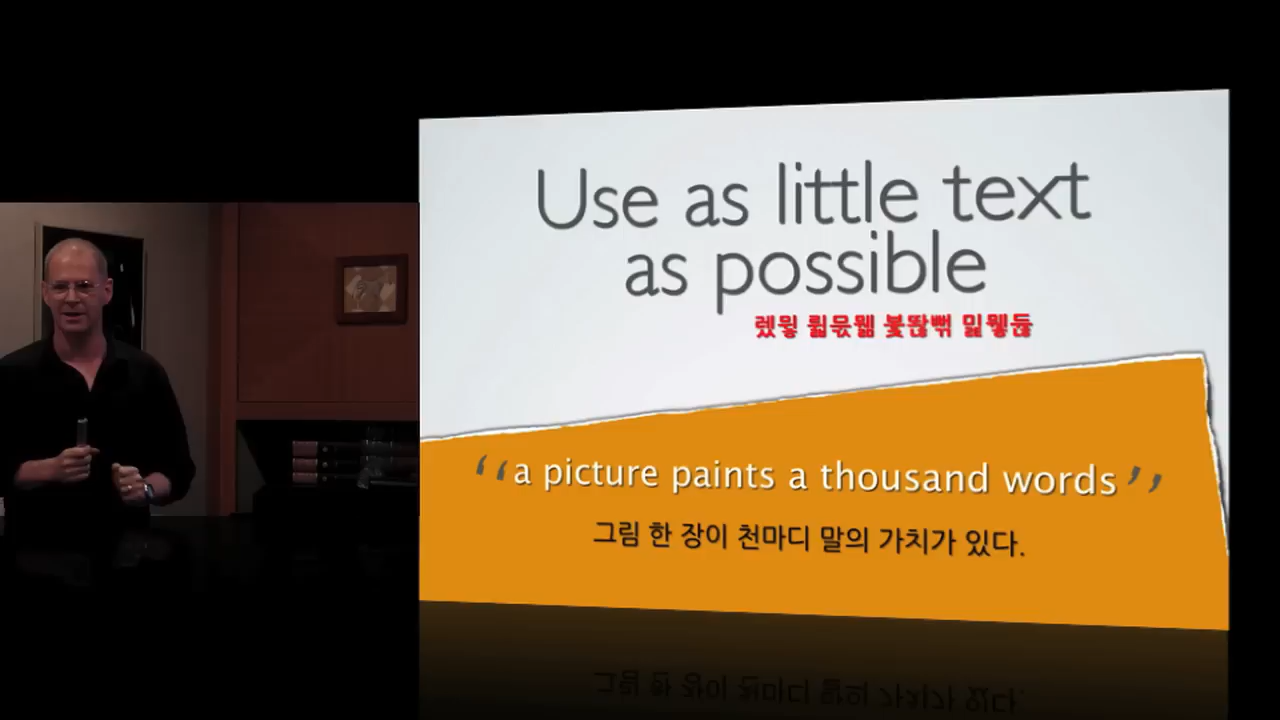 Use as little text
as possible
“a picture paints a thousand words”
그림 한 장이 천마디 말의 가치가 있다.